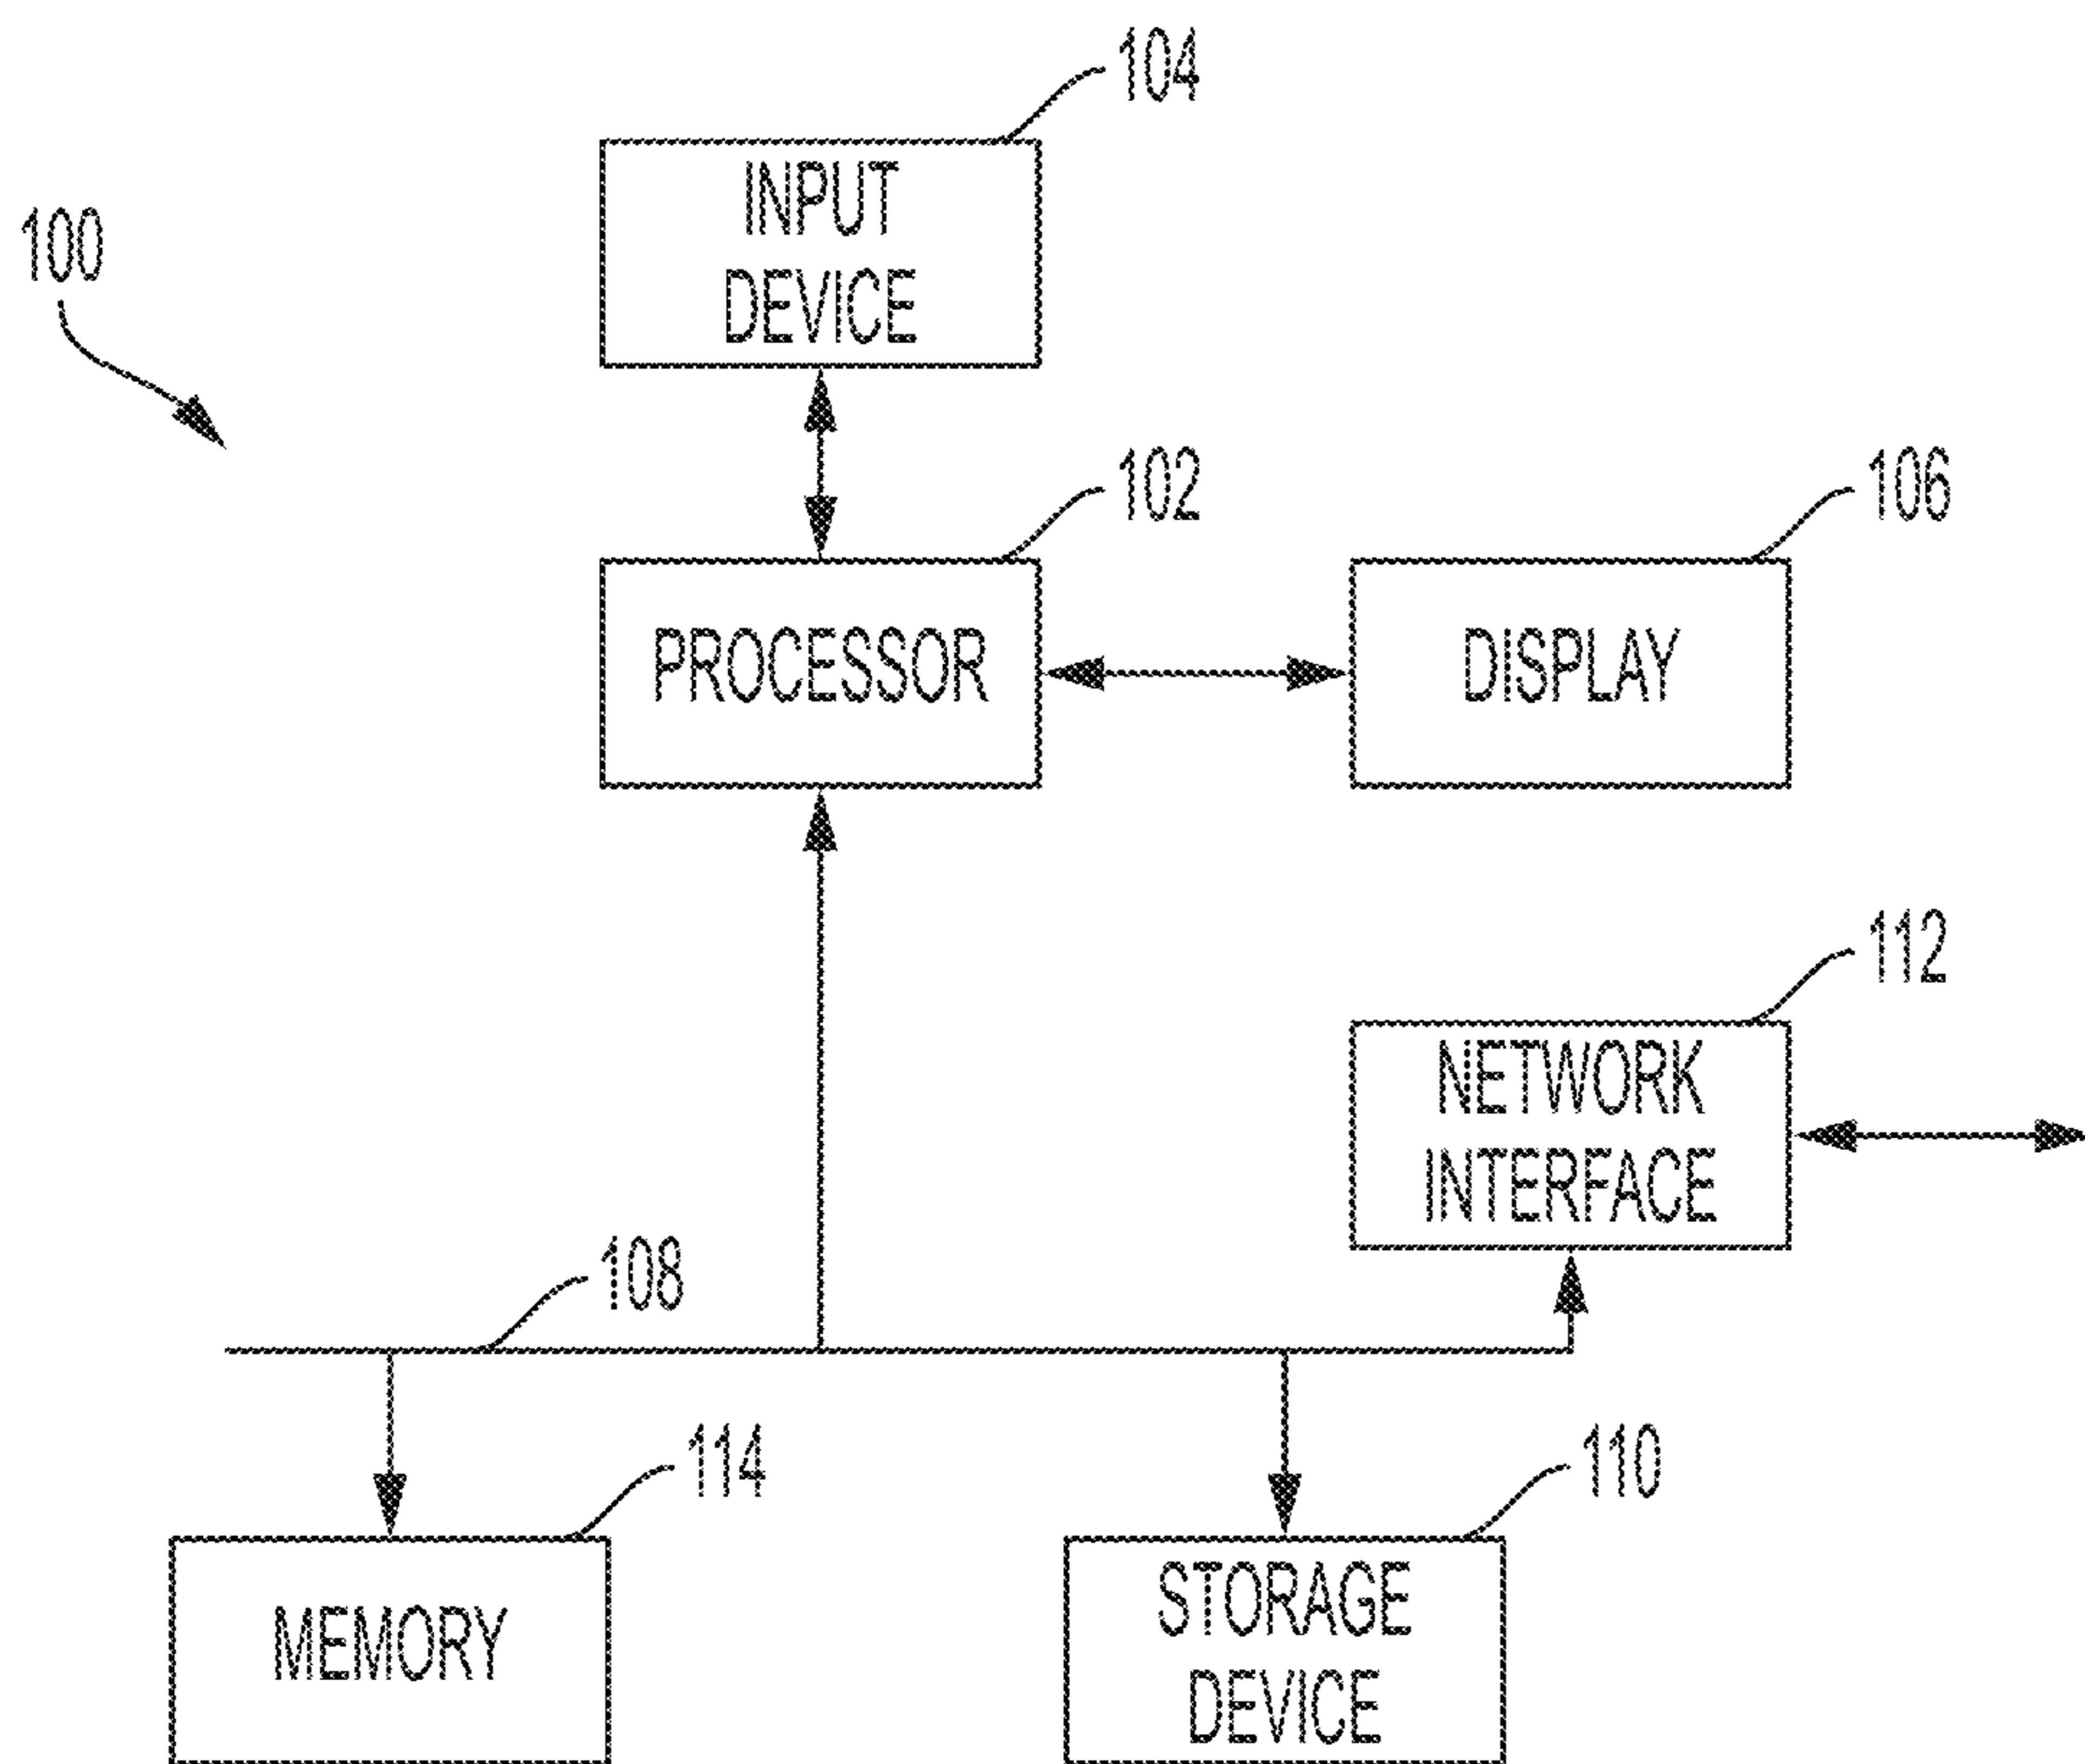 104
INPUT
DEVICE
100
102
106
PROCESSOR
DISPLAY
112
NETWORK
INTERFACE
108
114
110
MEMORY
STORAGE
DEVICE